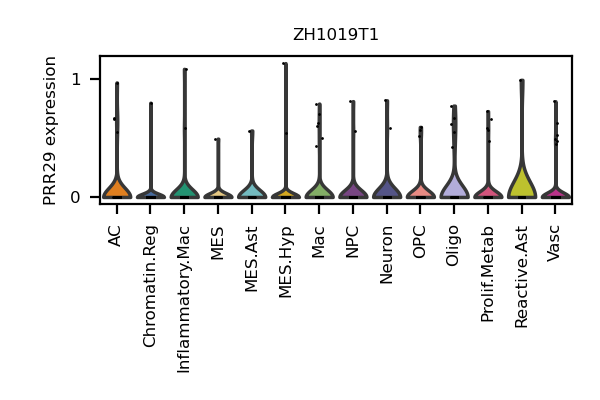 ZH1019T1
PRR29 expression
1
0
AC
Chromatin.Reg
Inflammatory.Mac
MES
MES.Ast
MES.Hyp
Mac
NPC
Neuron
OPC
Oligo
Prolif.Metab
Reactive.Ast
Vasc